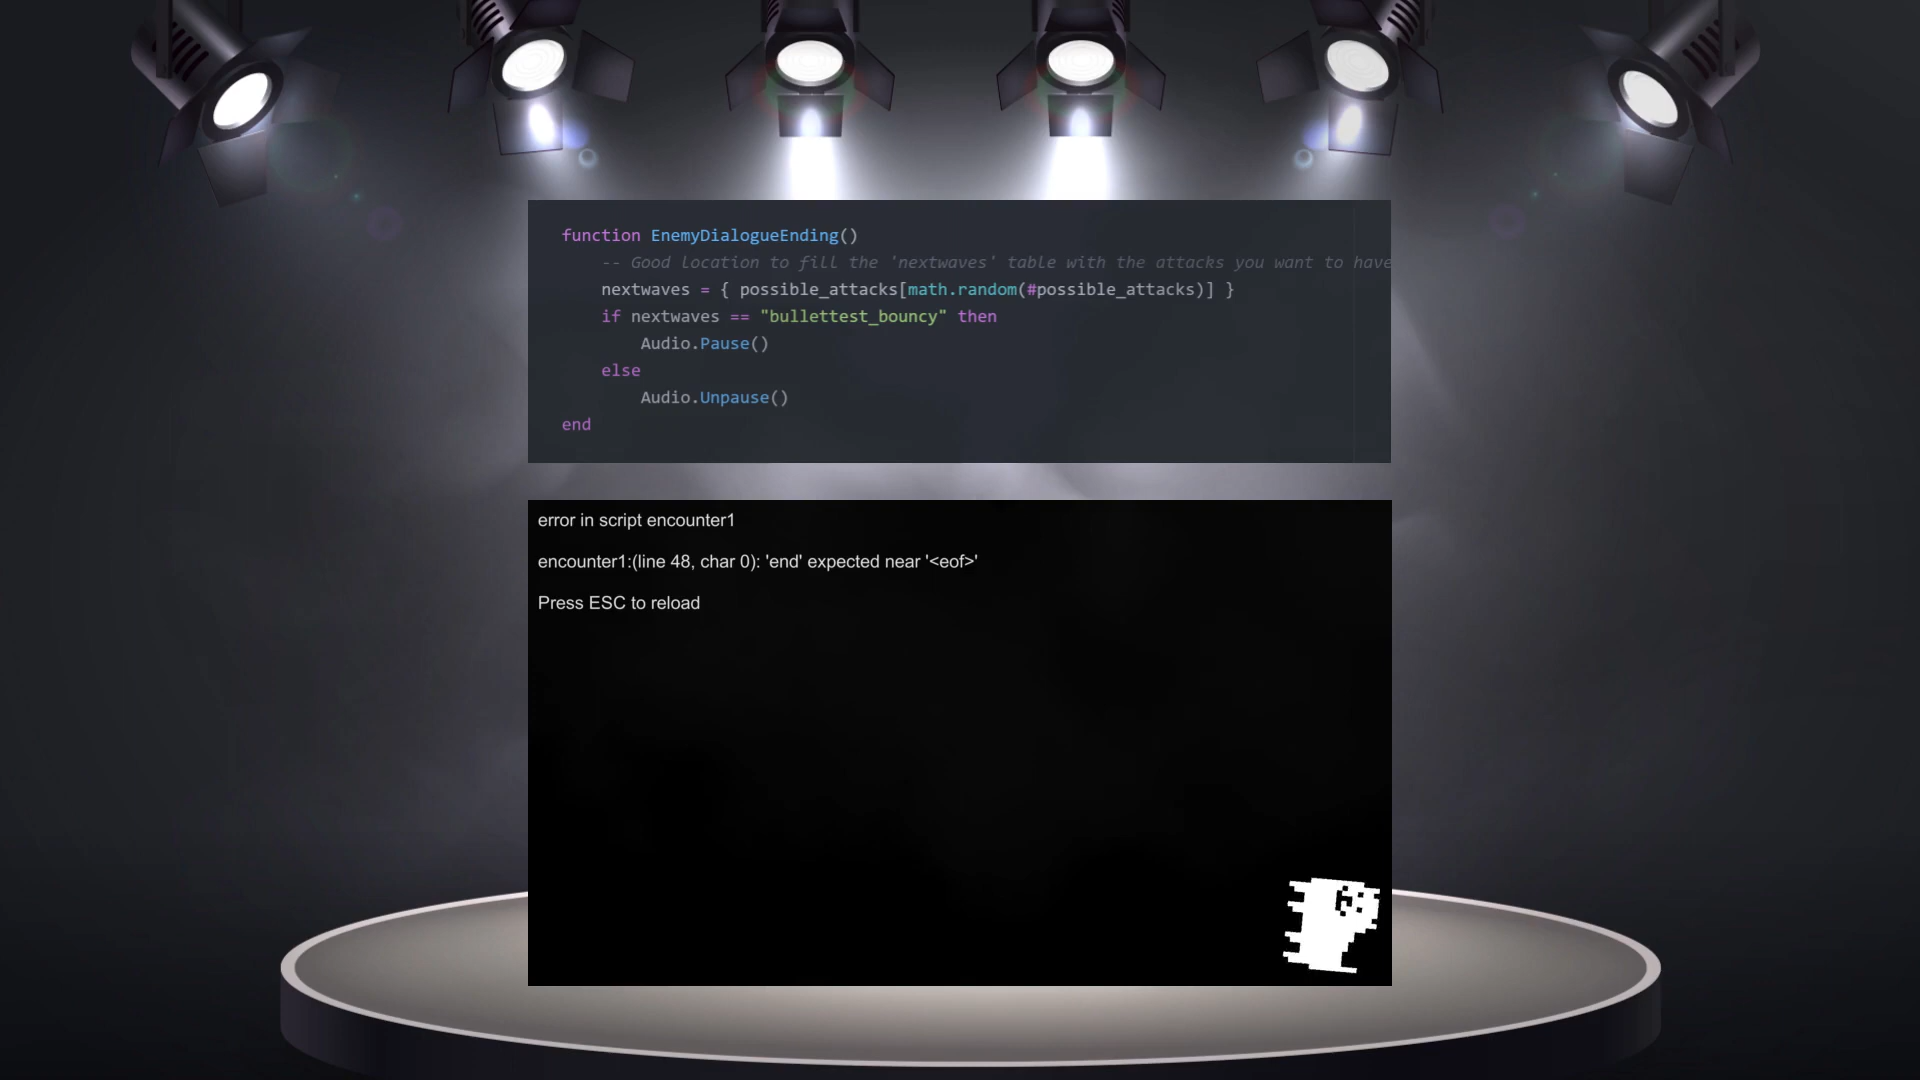 function EnemyDialogueEnding()
-- Good location to fill the 'nextwaves' table with the attacks you want to have
nextwaves = { possible_attacks[math.random(#possible_attacks)] }
if nextwaves == "bullettest_bouncy" then
Audio.Pause()
else
Audio.Unpause()
end
error in script encounter1
encounter1:(line 48, char 0): 'end' expected near '<eof>'
Press ESC to reload